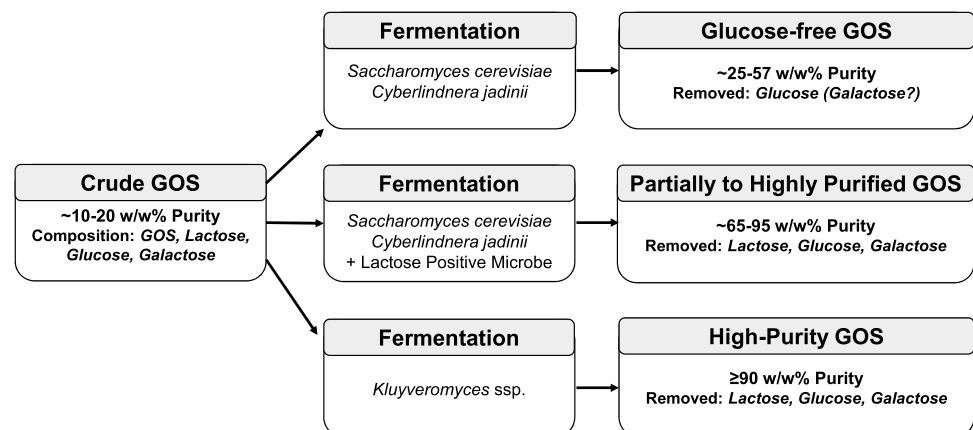 Fermentation
Saccharomyces cerevisiae
Cyberlindnera jadinii
Glucose-free GOS
~25-57 w/w% Purity
Removed: Glucose (Galactose?)
Crude GOS
~10-20 w/w% Purity
Composition: GOS, Lactose,
Glucose, Galactose
Fermentation
Saccharomyces cerevisiae
Cyberlindnera jadinii
+ Lactose Positive Microbe
Partially to Highly Purified GOS
~65-95 w/w% Purity
Removed: Lactose, Glucose, Galactose
Fermentation
Kluyveromyces ssp.
High-Purity GOS
≥90 w/w% Purity
Removed: Lactose, Glucose, Galactose